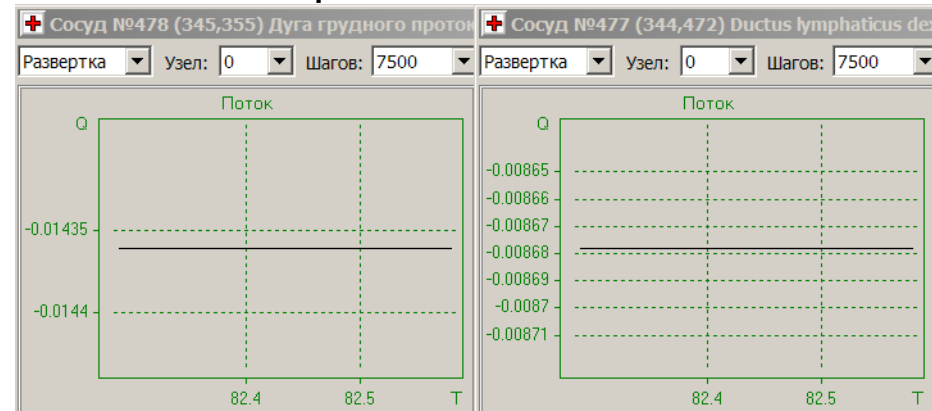 Сосуд №478 (345,355) Дуга грудного проток
Развертка Узел: 0 Шагов: 7500
Поток
Q
-0.01435
-0.0144
82.4 82.5 T
Сосуд №477 (344,472) Ductus lymphaticus dex
Развертка Узел: 0 Шагов: 7500
Поток
Q
-0.00865
-0.00866
-0.00867
-0.00868
-0.00869
-0.0087
-0.00871
82.4 82.5 T